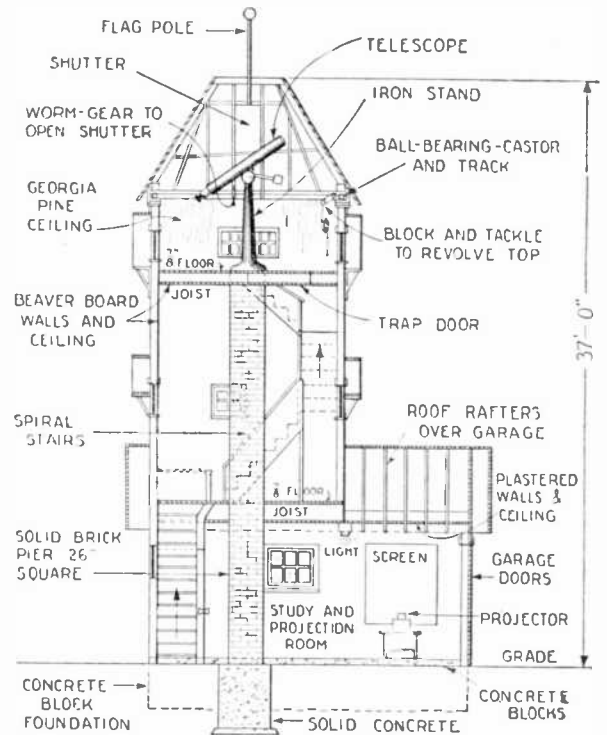 FLAG POLE
TELESCOPE
SHUTTER
IRON STAND
WORM-GEAR TO
OPEN SHUTTER
BALL-BEARING-CASTOR
AND TRACK
GEORGIA
PINE
CEILING
BLOCK AND TACKLE
TO REVOLVE TOP
7/8" FLOOR
JOIST
BEAVER BOARD
WALLS AND
CEILING
TRAP DOOR
37'-0"
SPIRAL
STAIRS
ROOF RAFTERS
OVER GARAGE
PLASTERED
WALLS &
CEILING
7/8" FLOOR
JOIST
SOLID BRICK
PIER 26"
SQUARE
LIGHT
SCREEN
GARAGE
DOORS
STUDY AND
PROJECTION
ROOM
PROJECTOR
GRADE
CONCRETE
BLOCK
FOUNDATION
SOLID CONCRETE
CONCRETE
BLOCKS